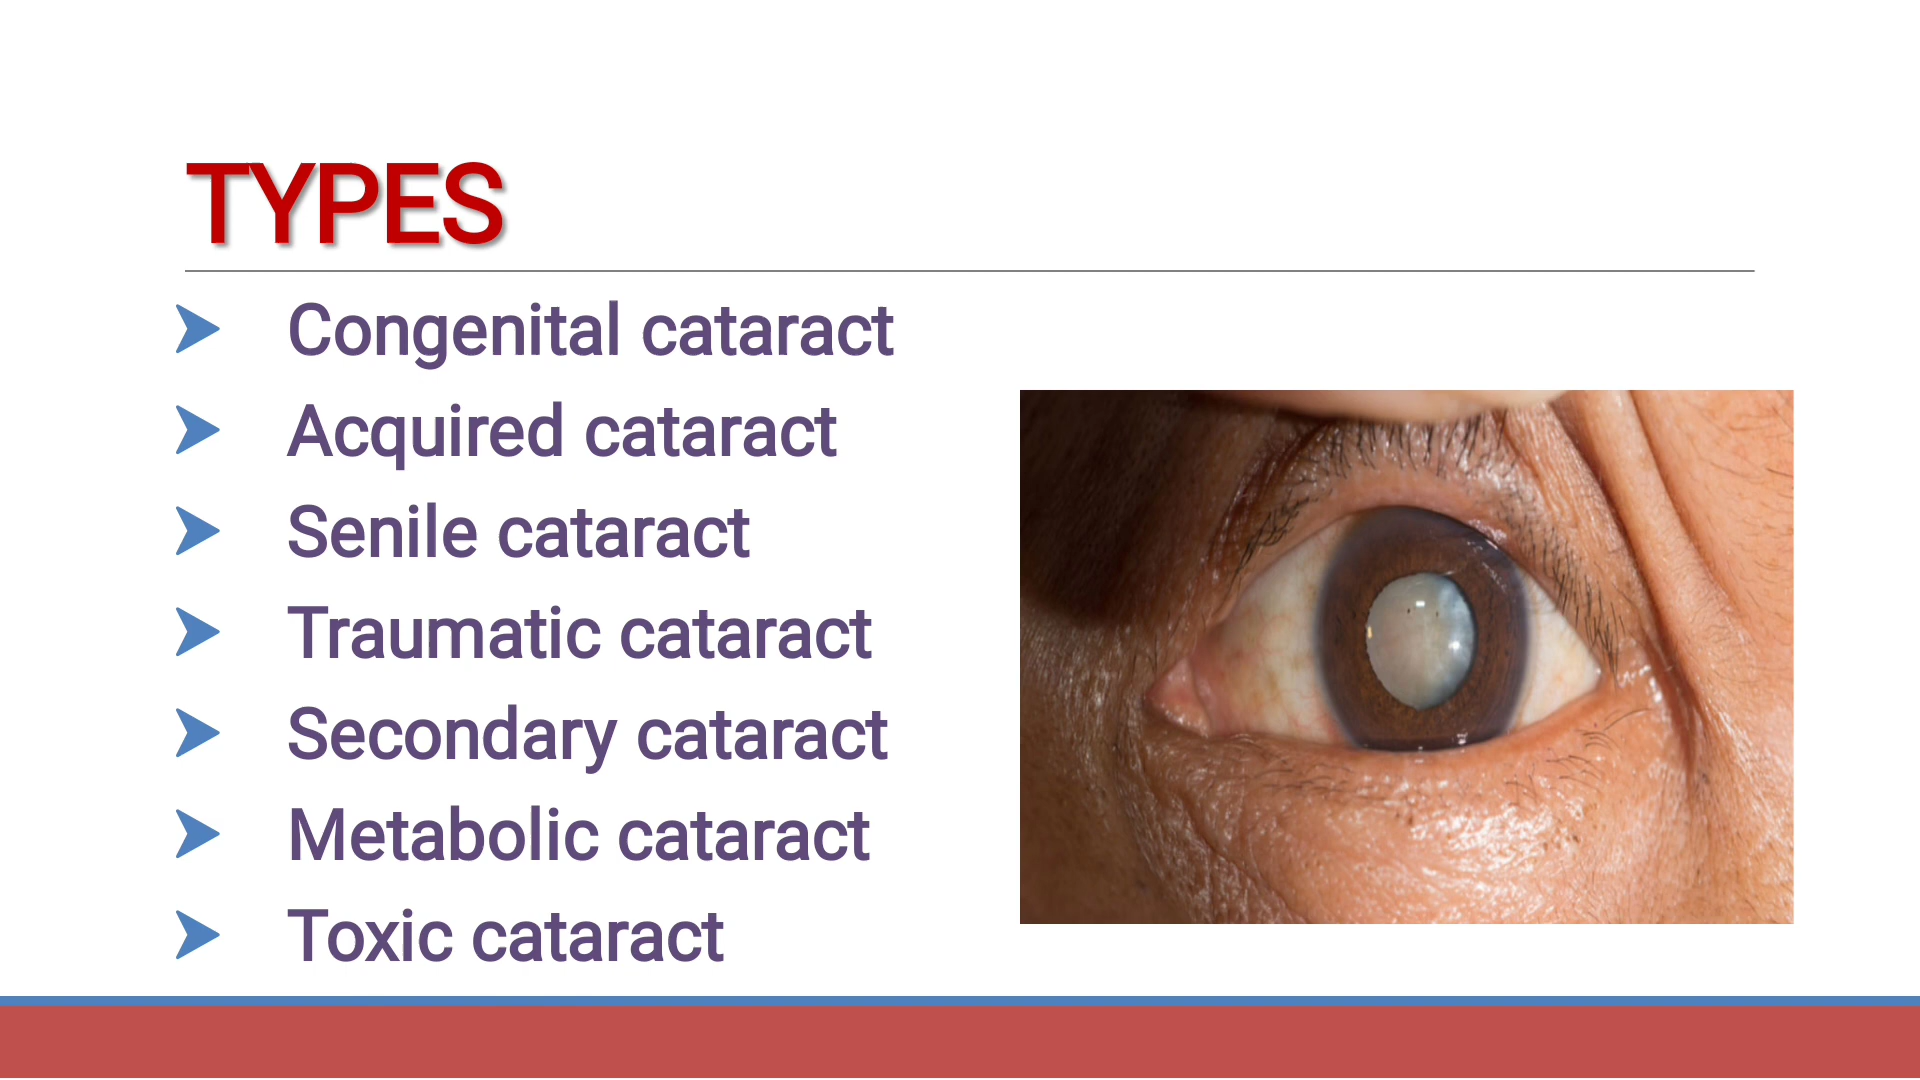 TYPES
Congenital cataract
Acquired cataract
Senile cataract
Traumatic cataract
Secondary cataract
Metabolic cataract
Toxic cataract